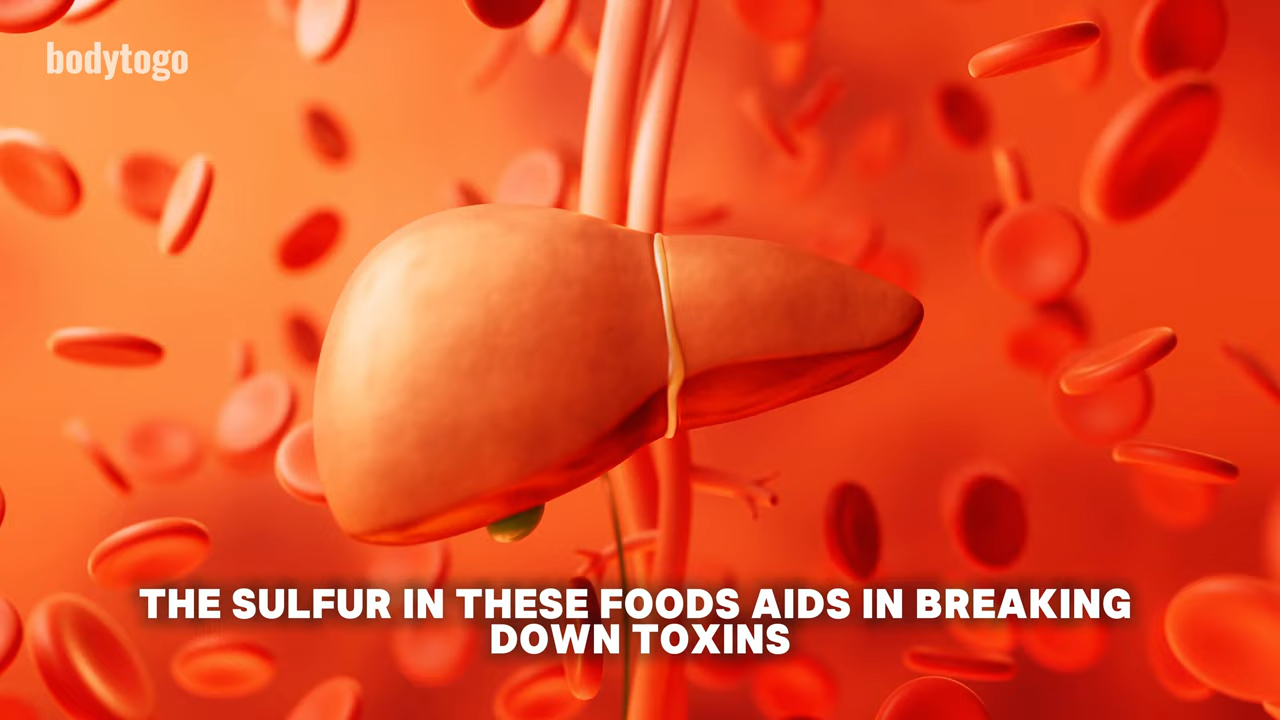 bodytogo
THE SULFUR IN THESE FOODS AIDS IN BREAKING
DOWN TOXINS